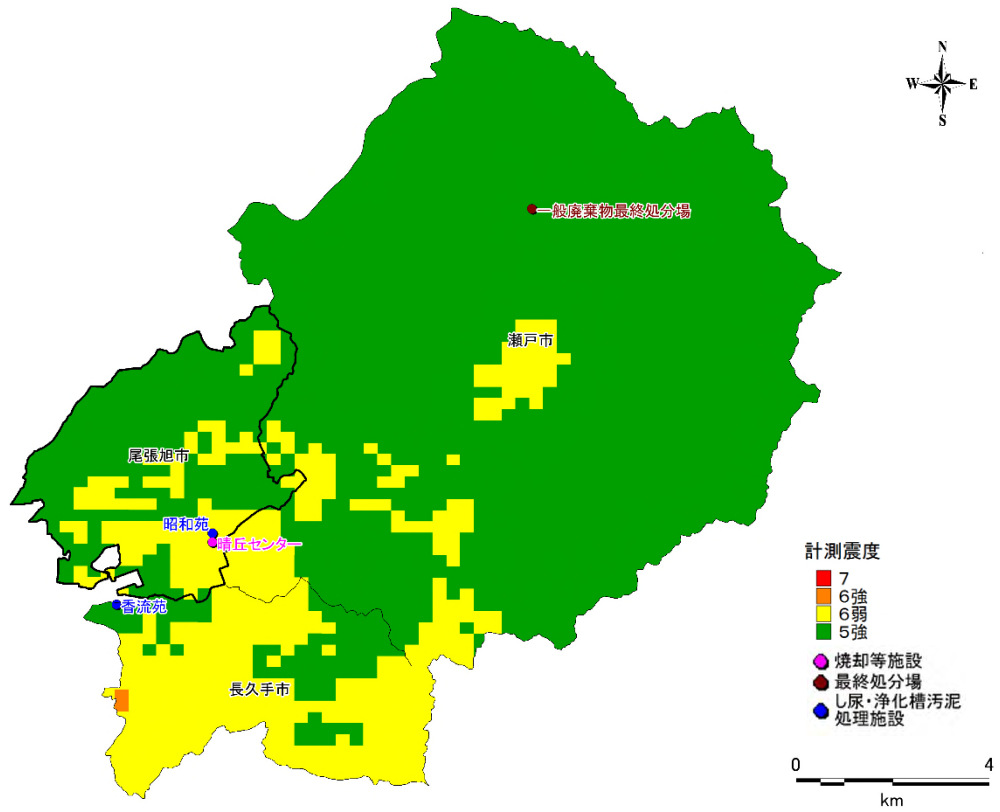 N
W E
S
一般廃棄物最終処分場
瀬戸市
尾張旭市
昭和苑
晴丘センター
香流苑
長久手市
計測震度
7
6強
6弱
5強
焼却等施設
最終処分場
し尿・浄化槽汚泥
処理施設
0 4
km